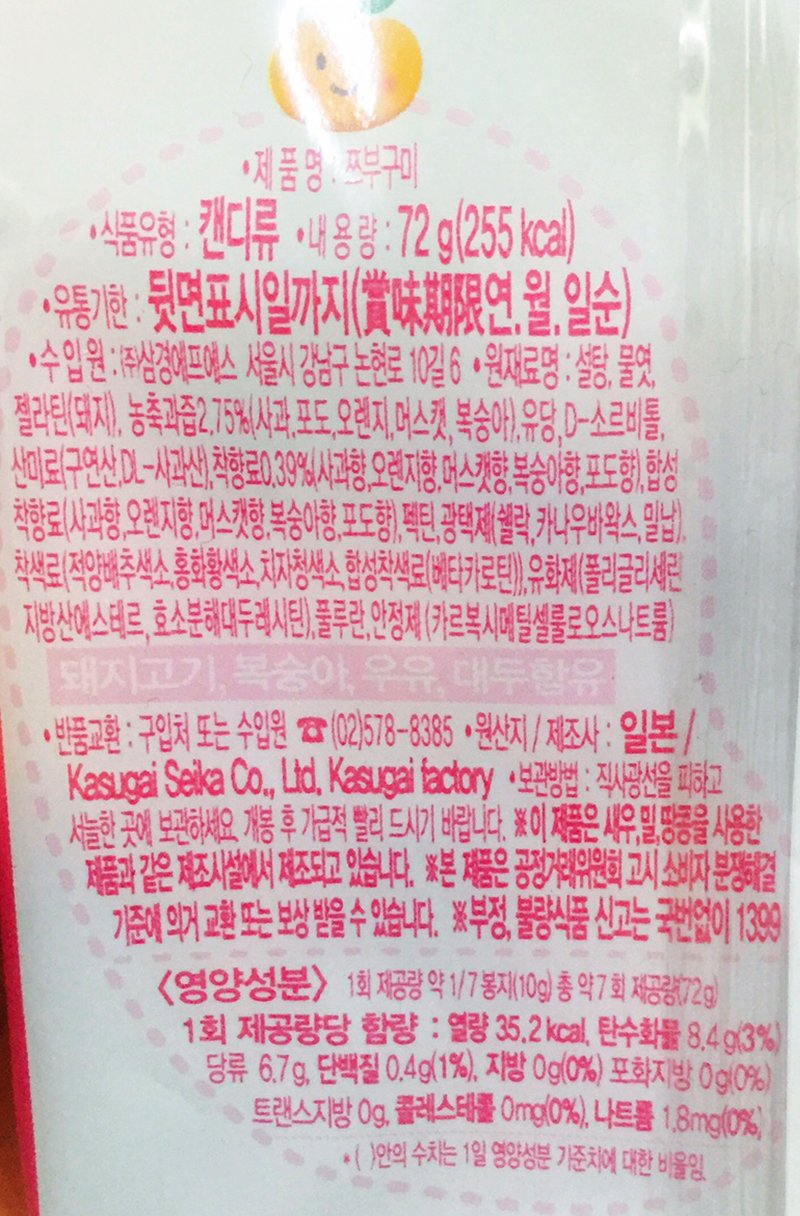 •제품명 : 쯔부구미
•식품유형 : 캔디류 •내용량 : 72 g(255 kcal)
•유통기한 : 뒷면표시일까지(賞味期限연.월.일순)
•수입원 : ㈜삼경에프에스 서울시 강남구 논현로 10길 6 •원재료명 : 설탕, 물엿,
젤라틴(돼지), 농축과즙2.75%(사과,포도,오렌지,머스캣,복숭아),유당,D-소르비톨,
산미료(구연산,DL-사과산),착향료0.39%(사과향,오렌지향,머스캣향,복숭아향,포도향),합성
착향료(사과향,오렌지향,머스캣향,복숭아향,포도향),펙틴,광택제(쉘락,카나우바왁스,밀납),
착색료(적양배추색소,홍화황색소,치자청색소,합성착색료(베타카로틴)),유화제(폴리글리세린
지방산에스테르,효소분해대두레시틴),풀루란,안정제(카르복시메틸셀룰로오스나트륨)
돼지고기, 복숭아, 우유, 대두함유
•반품교환 : 구입처 또는 수입원 ☎(02)578-8385 •원산지 / 제조사 : 일본 /
Kasugai Seika Co., Ltd. Kasugai factory •보관방법 : 직사광선을 피하고
서늘한 곳에 보관하세요. 개봉 후 가급적 빨리 드시기 바랍니다. ※이 제품은 새우,밀,땅콩을 사용한
제품과 같은 제조시설에서 제조되고 있습니다. ※본 제품은 공정거래위원회 고시 소비자 분쟁해결
기준에 의거 교환 또는 보상 받을 수 있습니다. ※부정, 불량식품 신고는 국번없이 1399
〈영양성분〉 1회 제공량 약 1/7봉지(10g) 총 약7회 제공량(72g)
1회 제공량당 함량 : 열량 35.2 kcal, 탄수화물 8.4 g(3%)
당류 6.7g, 단백질 0.4g(1%), 지방 0g(0%) 포화지방 0g(0%)
트랜스지방 0g, 콜레스테롤 0mg(0%), 나트륨 1.8mg(0%)
*( )안의 수치는 1일 영양성분 기준치에 대한 비율임.